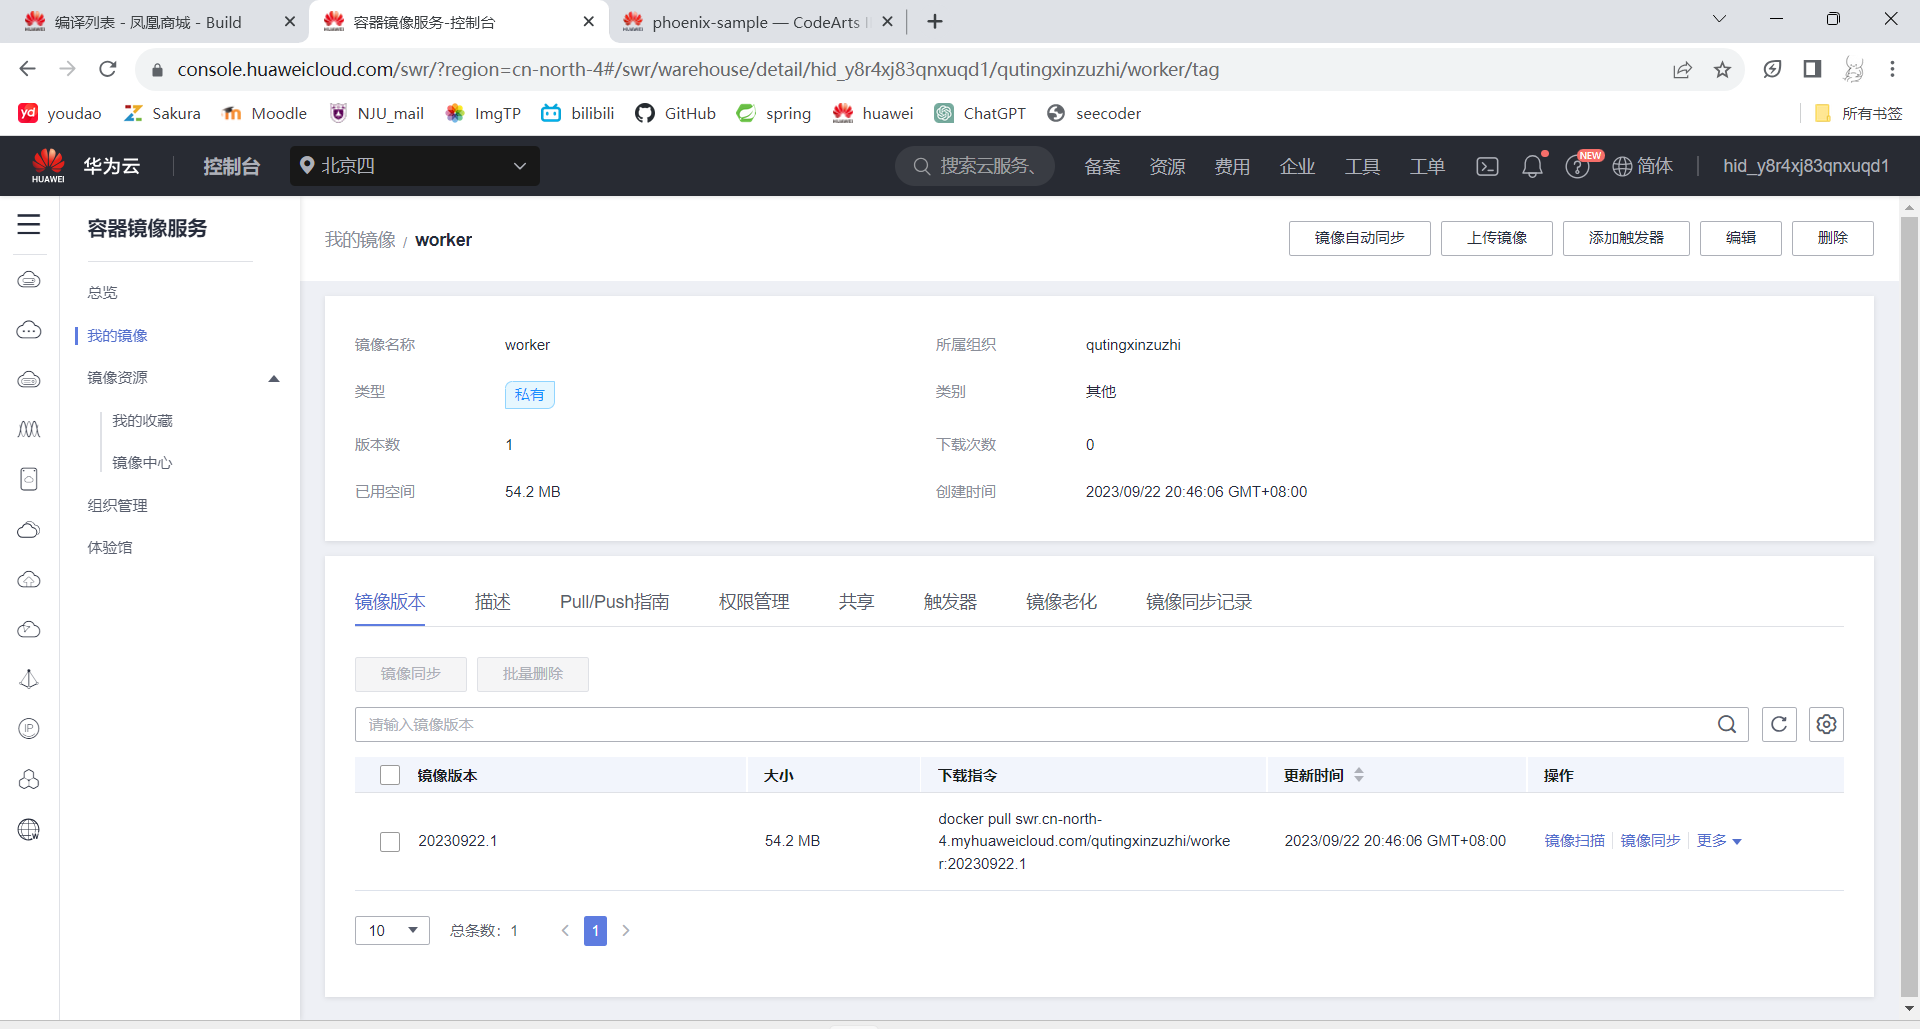 编译列表 - 凤凰商城 - Build
容器镜像服务-控制台
phoenix-sample — CodeArts
console.huaweicloud.com/swr/?region=cn-north-4#/swr/warehouse/detail/hid_y8r4xj83qnxuqd1/qutingxinzuzhi/worker/tag
youdao Sakura Moodle NJU_mail ImgTP bilibili GitHub spring huawei ChatGPT seecoder 所有书签
HUAWEI 华为云 控制台 北京四 搜索云服务、 备案 资源 费用 企业 工具 工单 NEW 简体 hid_y8r4xj83qnxuqd1
容器镜像服务
总览
我的镜像
镜像资源
我的收藏
镜像中心
组织管理
体验馆
我的镜像 / worker
镜像自动同步 上传镜像 添加触发器 编辑 删除
镜像名称 worker 所属组织 qutingxinzuzhi
类型 私有 类别 其他
版本数 1 下载次数 0
已用空间 54.2 MB 创建时间 2023/09/22 20:46:06 GMT+08:00
镜像版本 描述 Pull/Push指南 权限管理 共享 触发器 镜像老化 镜像同步记录
镜像同步 批量删除
请输入镜像版本
镜像版本 大小 下载指令 更新时间 操作
20230922.1 54.2 MB docker pull swr.cn-north-
4.myhuaweicloud.com/qutingxinzuzhi/worke
r:20230922.1
2023/09/22 20:46:06 GMT+08:00 镜像扫描 镜像同步 更多
10 总条数: 1 1